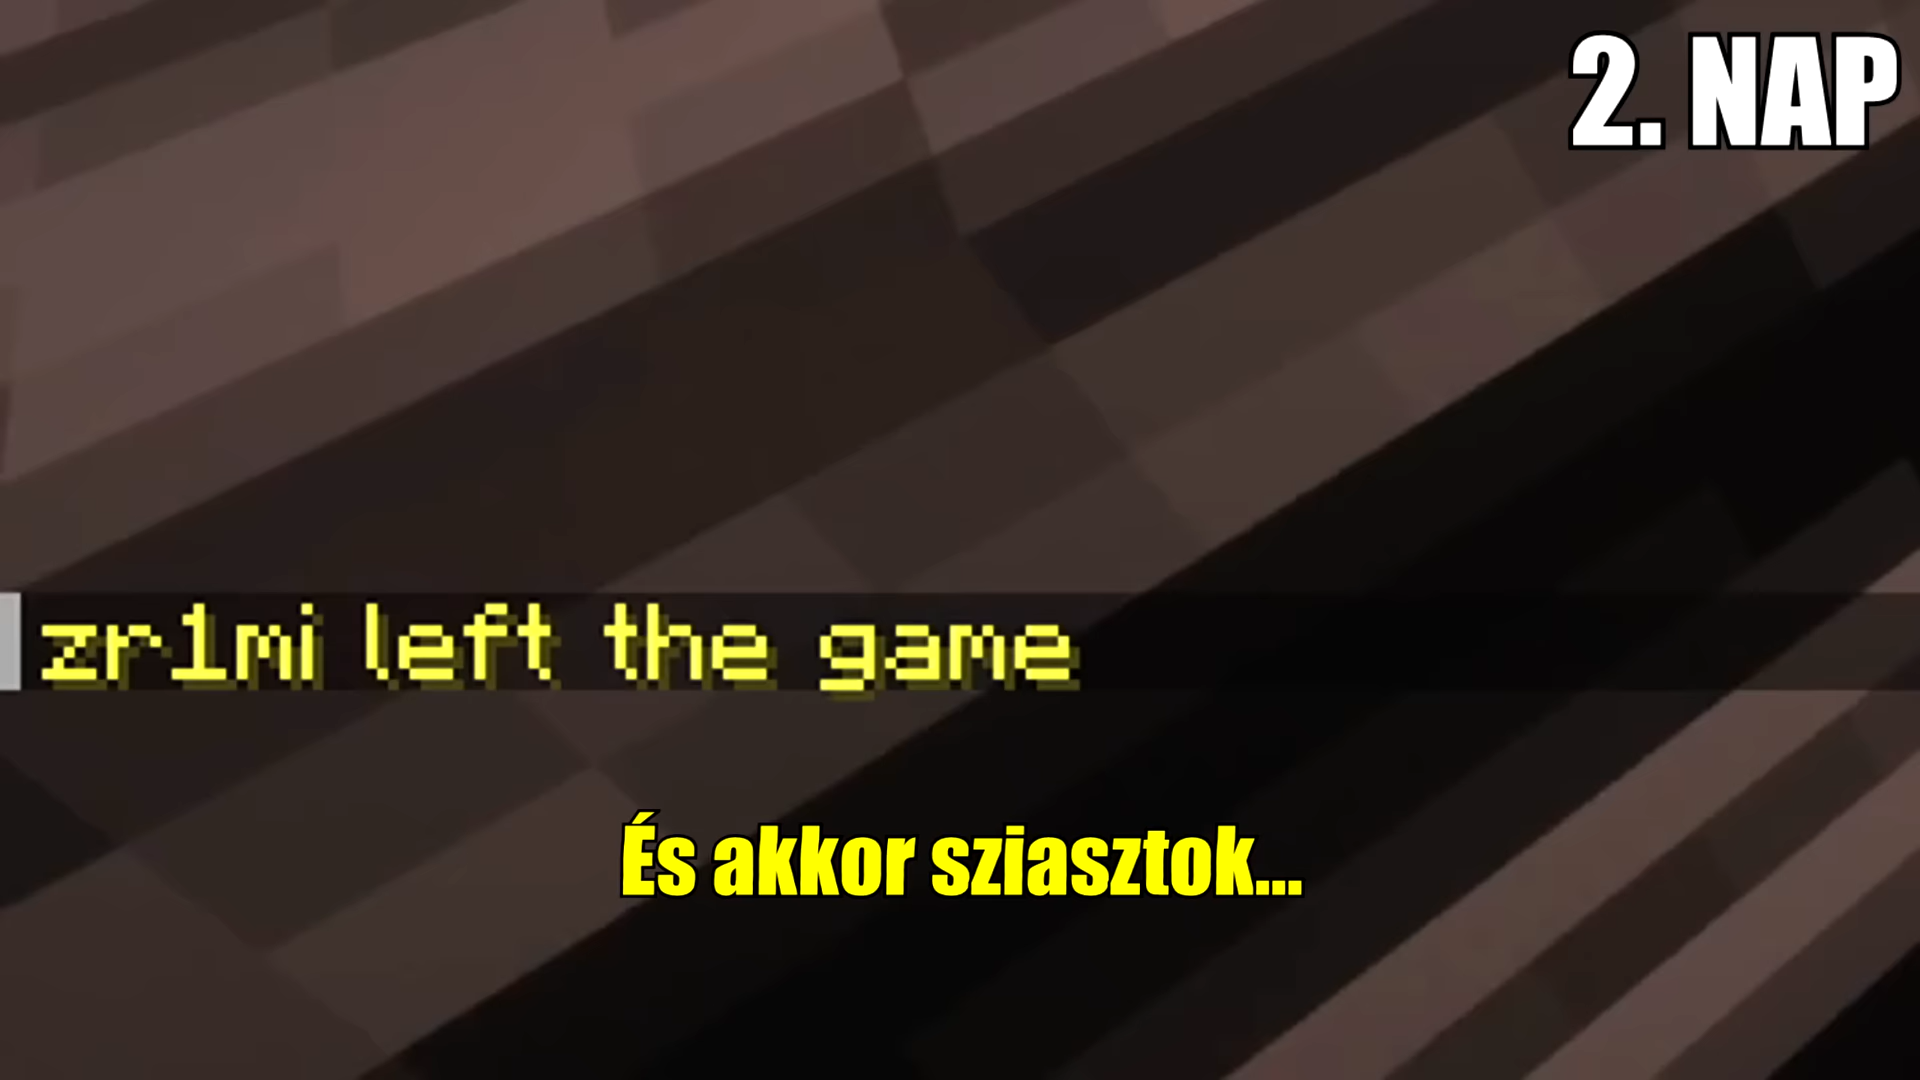 2. NAP
zr1mi left the game
És akkor sziasztok...